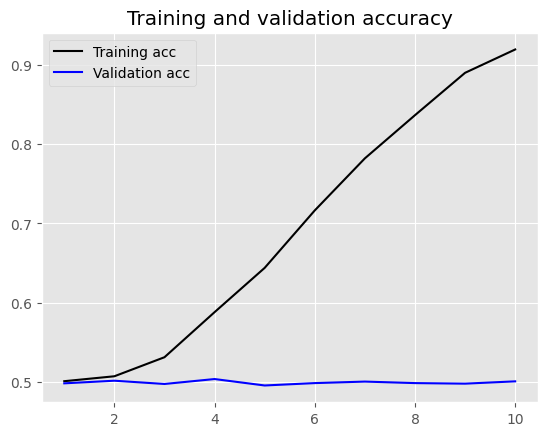 Training and validation accuracy
Training acc
Validation acc
0.9
0.8
0.7
0.6
0.5
2 4 6 8 10